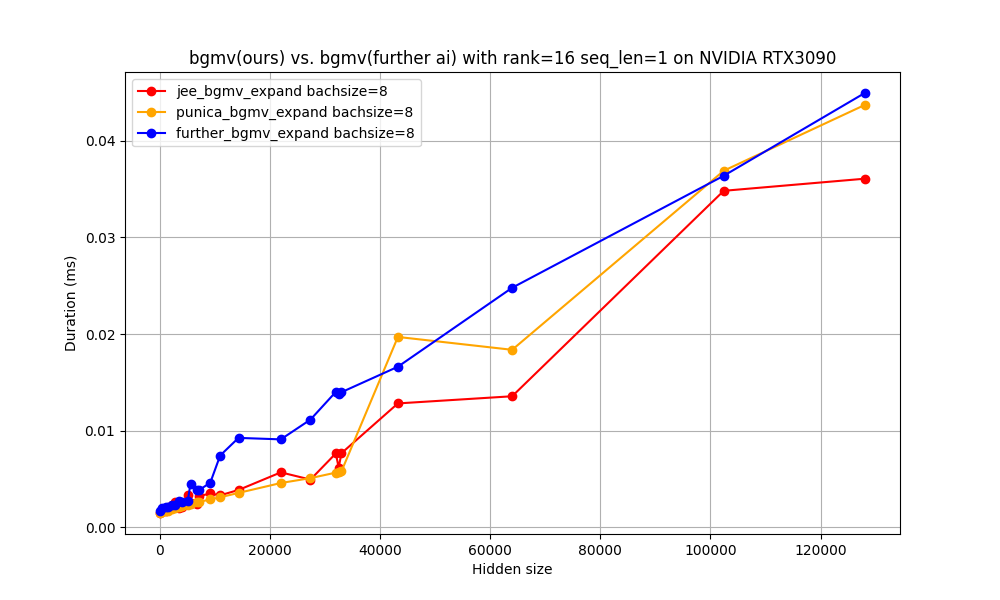 bgmv(ours) vs. bgmv(further ai) with rank=16 seq_len=1 on NVIDIA RTX3090
jee_bgmv_expand bachsize=8
punica_bgmv_expand bachsize=8
further_bgmv_expand bachsize=8
Duration (ms)
0.04
0.03
0.02
0.01
0.00
0 20000 40000 60000 80000 100000 120000
Hidden size